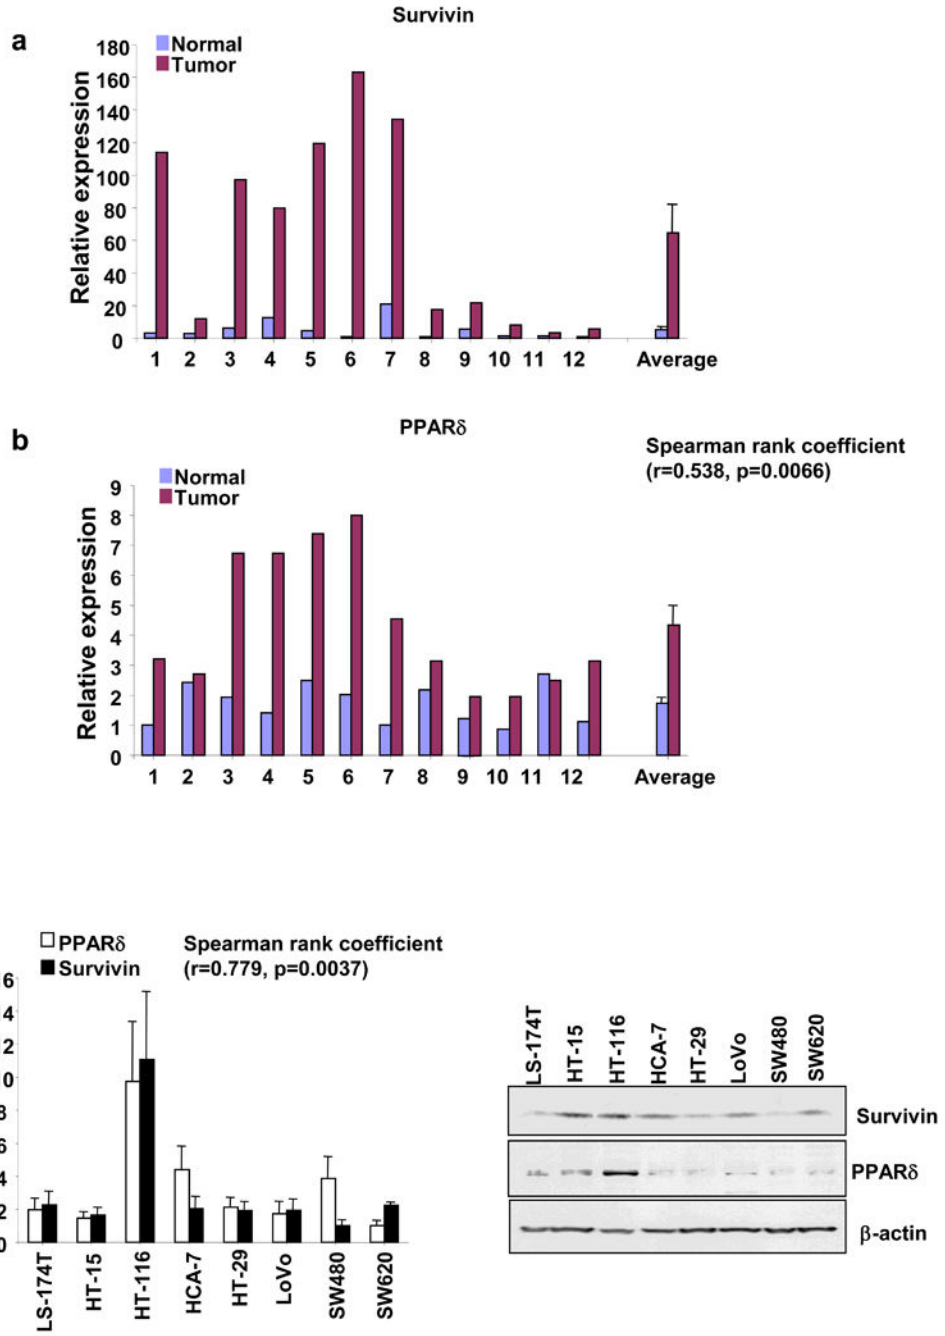 Survivin
a
Normal
Tumor
Relative expression
180
160
140
120
100
80
60
40
20
0
1 2 3 4 5 6 7 8 9 10 11 12 Average
b
PPARδ
Spearman rank coefficient
(r=0.538, p=0.0066)
Normal
Tumor
Relative expression
9
8
7
6
5
4
3
2
1
0
1 2 3 4 5 6 7 8 9 10 11 12 Average
PPARδ
Survivin
Spearman rank coefficient
(r=0.779, p=0.0037)
8
6
4
2
0
LS-174T HT-15 HT-116 HCA-7 HT-29 LoVo SW480 SW620
LS-174T HT-15 HT-116 HCA-7 HT-29 LoVo SW480 SW620
Survivin
PPARδ
β-actin